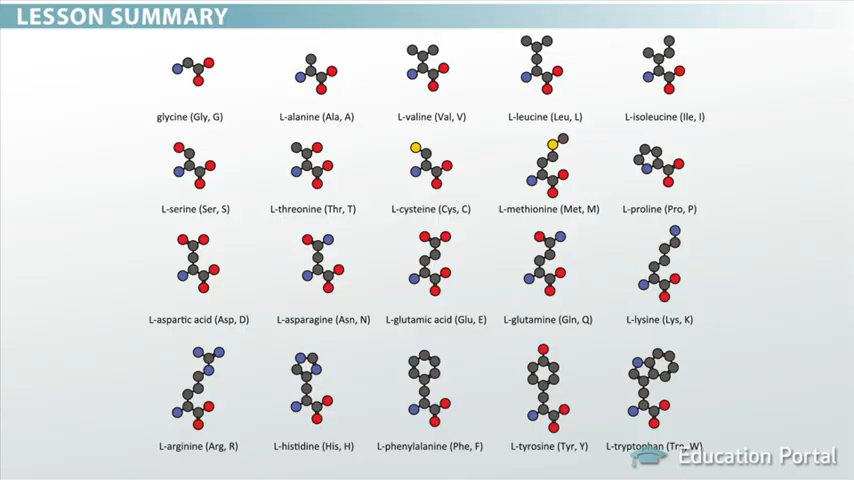 LESSON SUMMARY
glycine (Gly, G) L-alanine (Ala, A) L-valine (Val, V) L-leucine (Leu, L) L-isoleucine (Ile, I)
L-serine (Ser, S) L-threonine (Thr, T) L-cysteine (Cys, C) L-methionine (Met, M) L-proline (Pro, P)
L-aspartic acid (Asp, D) L-asparagine (Asn, N) L-glutamic acid (Glu, E) L-glutamine (Gln, Q) L-lysine (Lys, K)
L-arginine (Arg, R) L-histidine (His, H) L-phenylalanine (Phe, F) L-tyrosine (Tyr, Y) L-tryptophan (Trp, W)
Education Portal